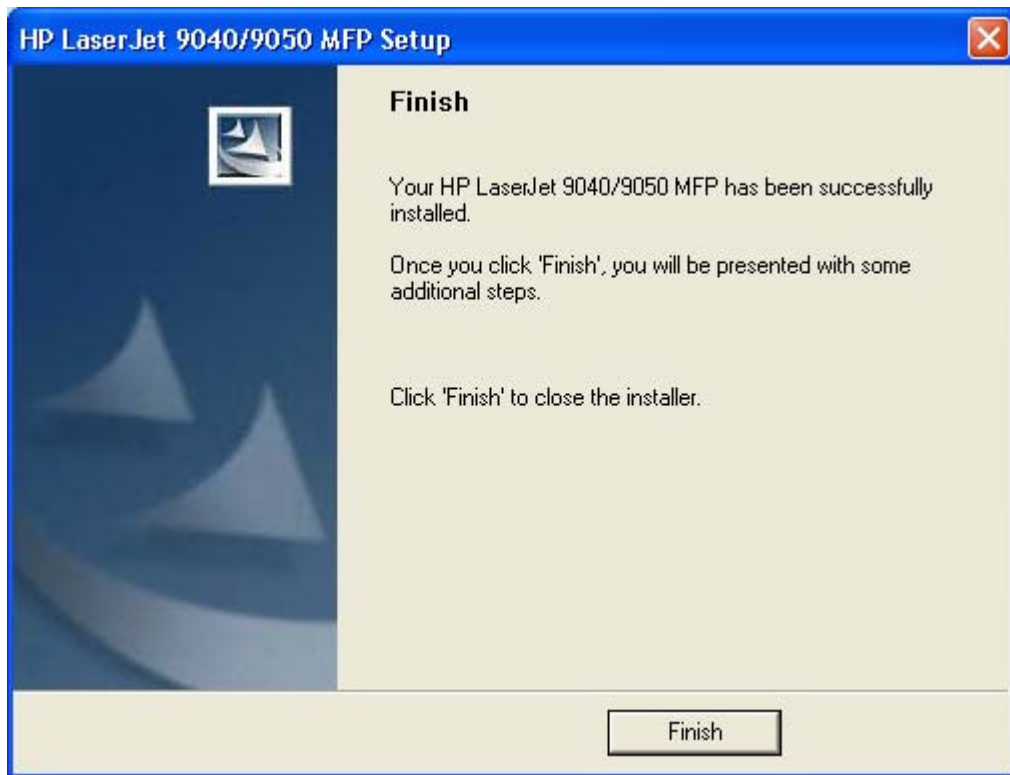 HP LaserJet 9040/9050 MFP Setup
Finish
Your HP LaserJet 9040/9050 MFP has been successfully
installed.
Once you click 'Finish', you will be presented with some
additional steps.
Click 'Finish' to close the installer.
Finish